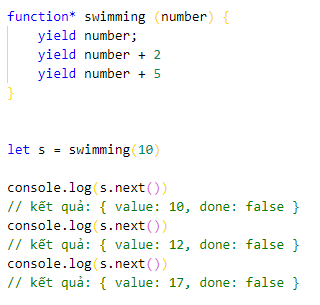 function* swimming (number) {
    yield number;
    yield number + 2
    yield number + 5
}
let s = swimming(10)
console.log(s.next())
// kết quả: { value: 10, done: false }
console.log(s.next())
// kết quả: { value: 12, done: false }
console.log(s.next())
// kết quả: { value: 17, done: false }